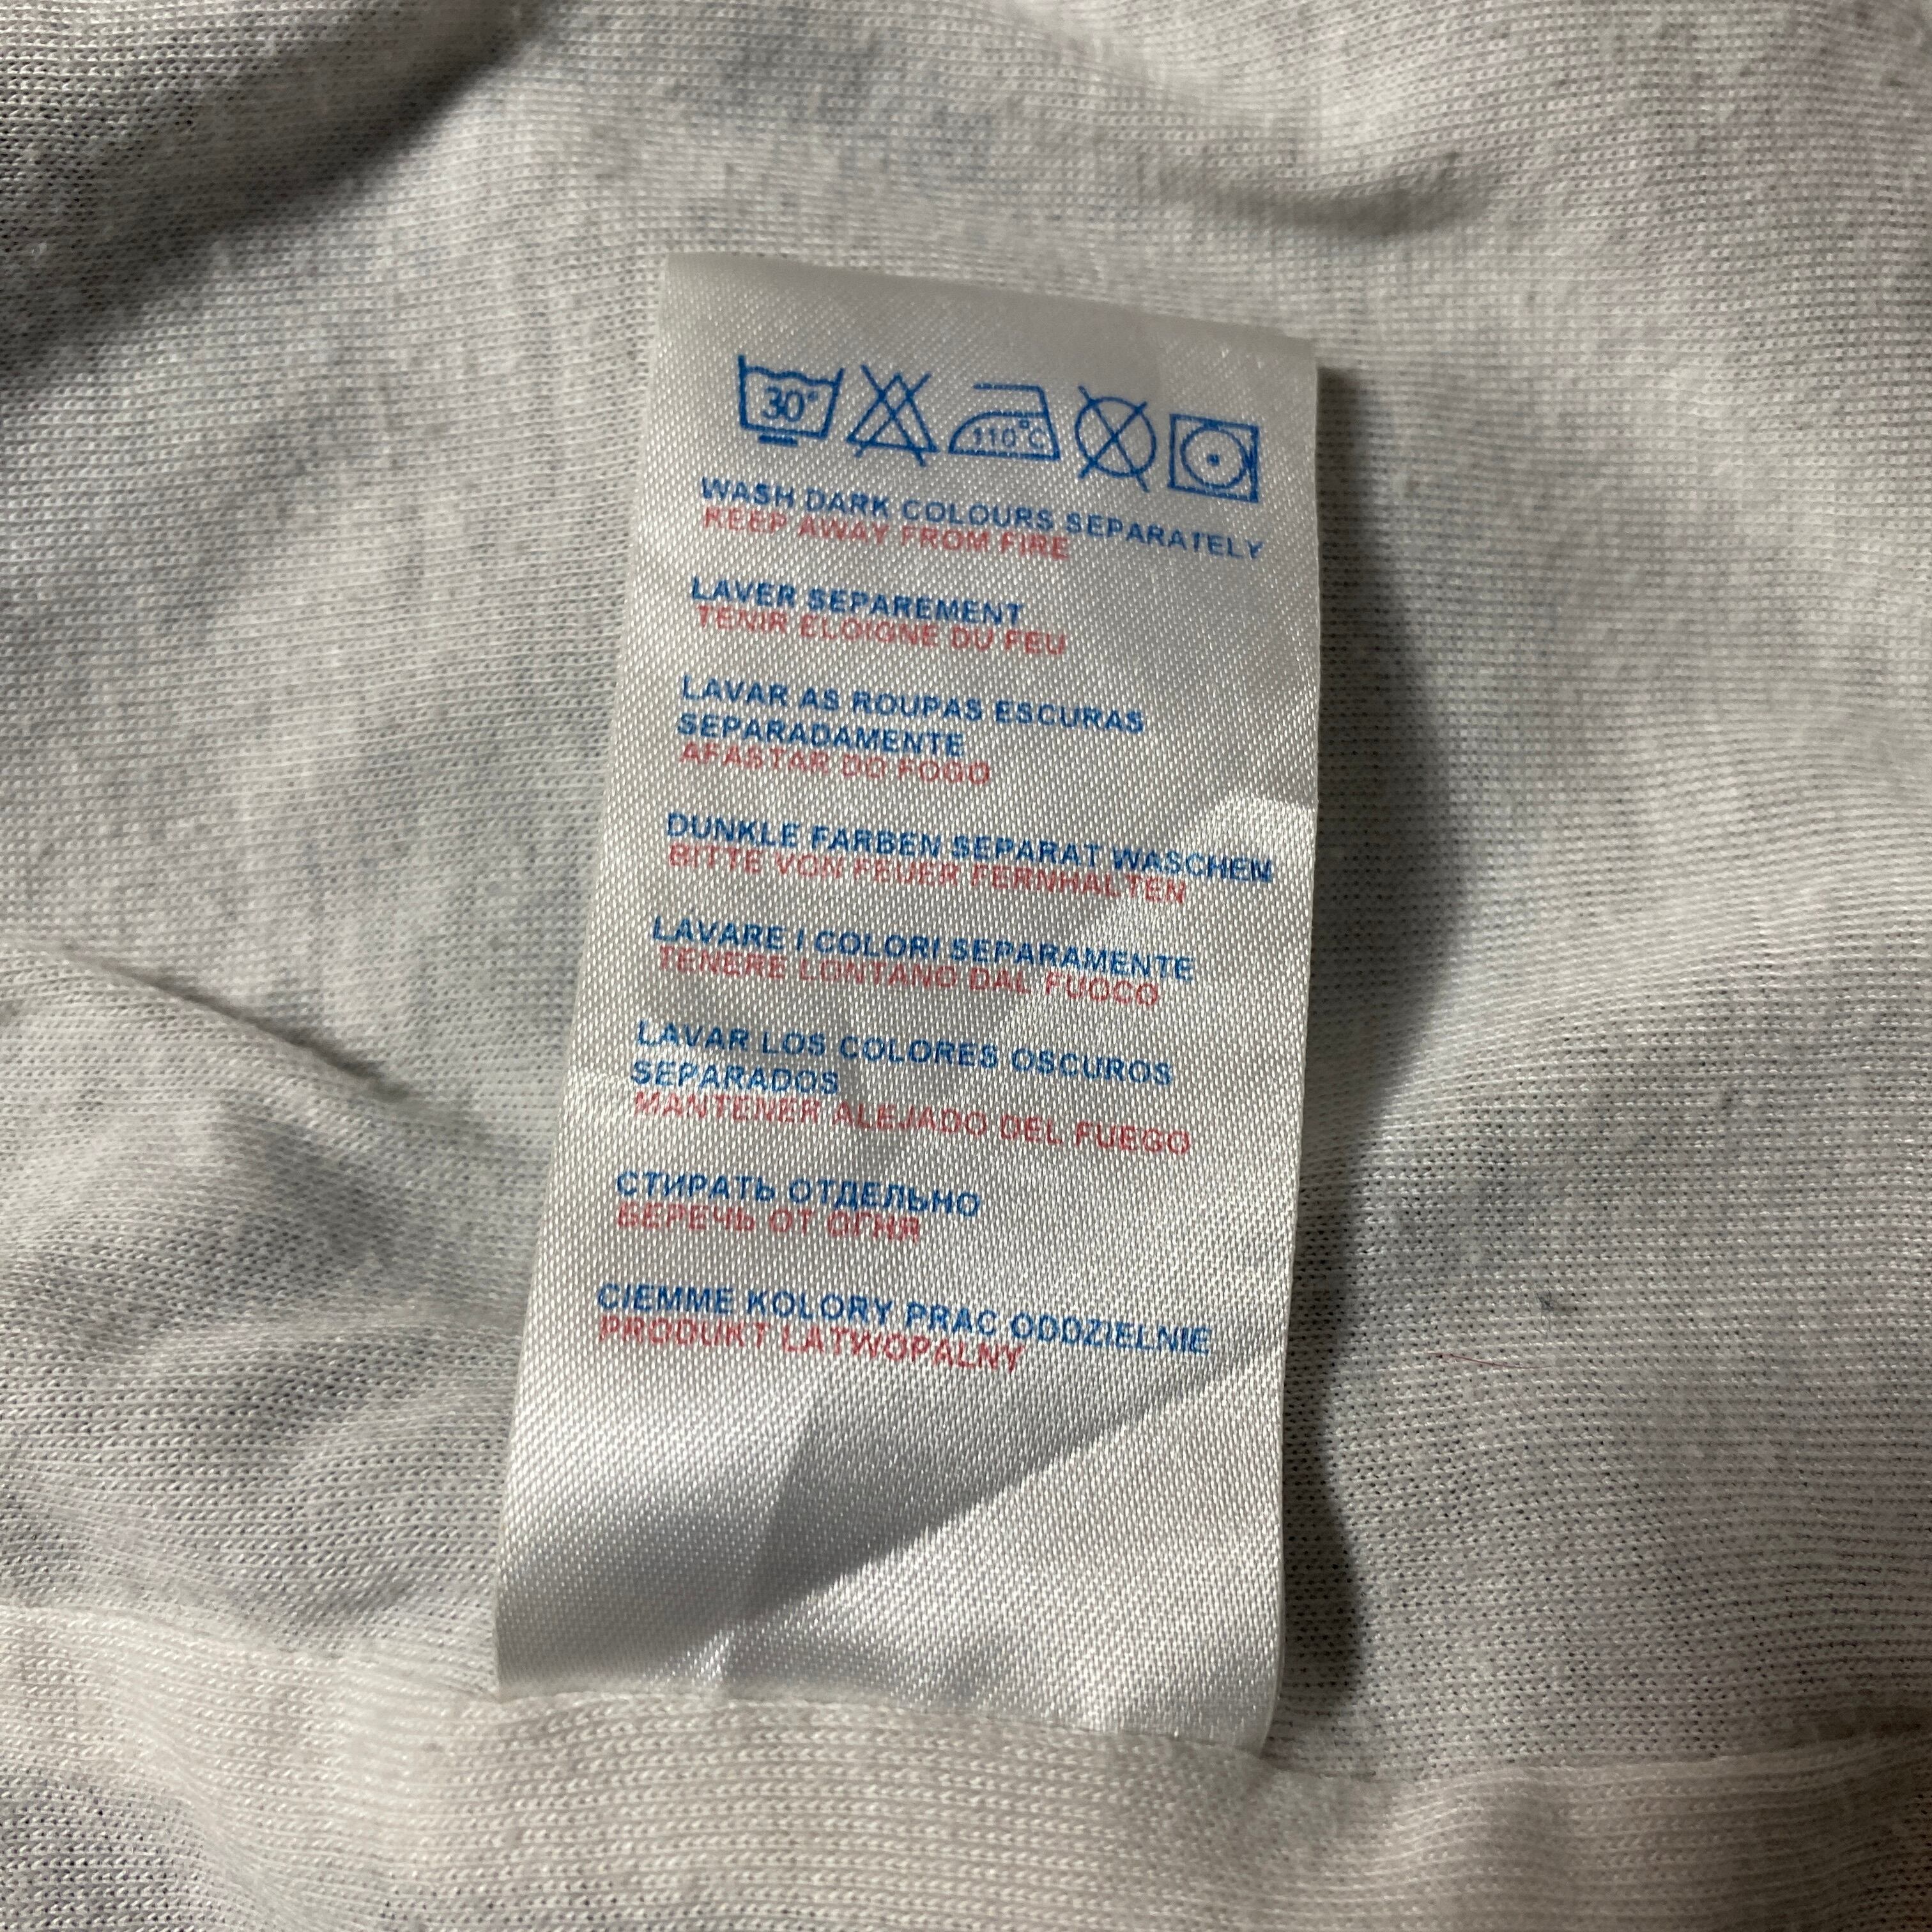 30°
110°C
WASH DARK COLOURS SEPARATELY
KEEP AWAY FROM FIRE
LAVER SEPAREMENT
TENIR ELOIGNE DU FEU
LAVAR AS ROUPAS ESCURAS
SEPARADAMENTE
AFASTAR DO FOGO
DUNKLE FARBEN SEPARAT WASCHEN
BITTE VON FEUER FERNHALTEN
LAVARE I COLORI SEPARAMENTE
TENERE LONTANO DAL FUOCO
LAVAR LOS COLORES OSCUROS
SEPARADOS
MANTENER ALEJADO DEL FUEGO
СТИРАТЬ ОТДЕЛЬНО
БЕРЕЧЬ ОТ ОГНЯ
CIEMME KOLORY PRAC ODDZIELNIE
PRODUKT LATWOPALNY